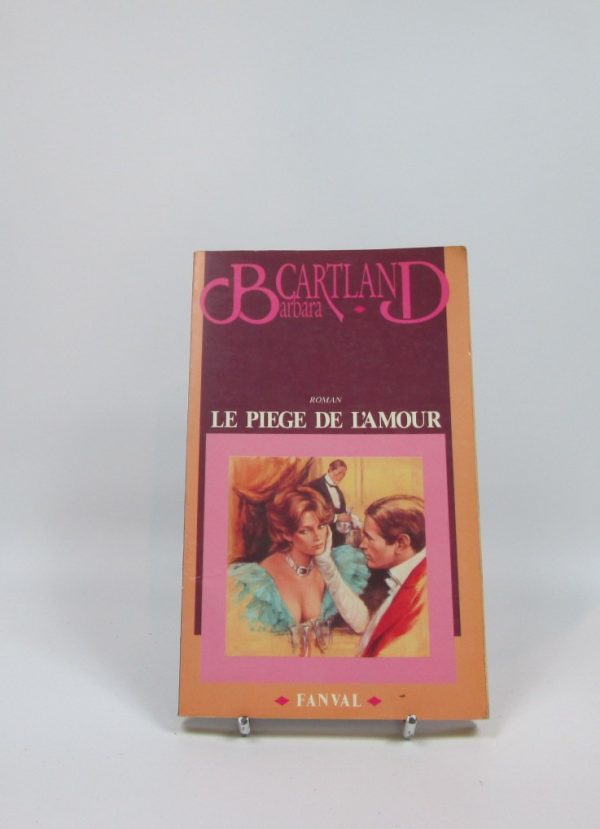 Barbara CARTLAND
ROMAN
LE PIEGE DE L'AMOUR
FANVAL